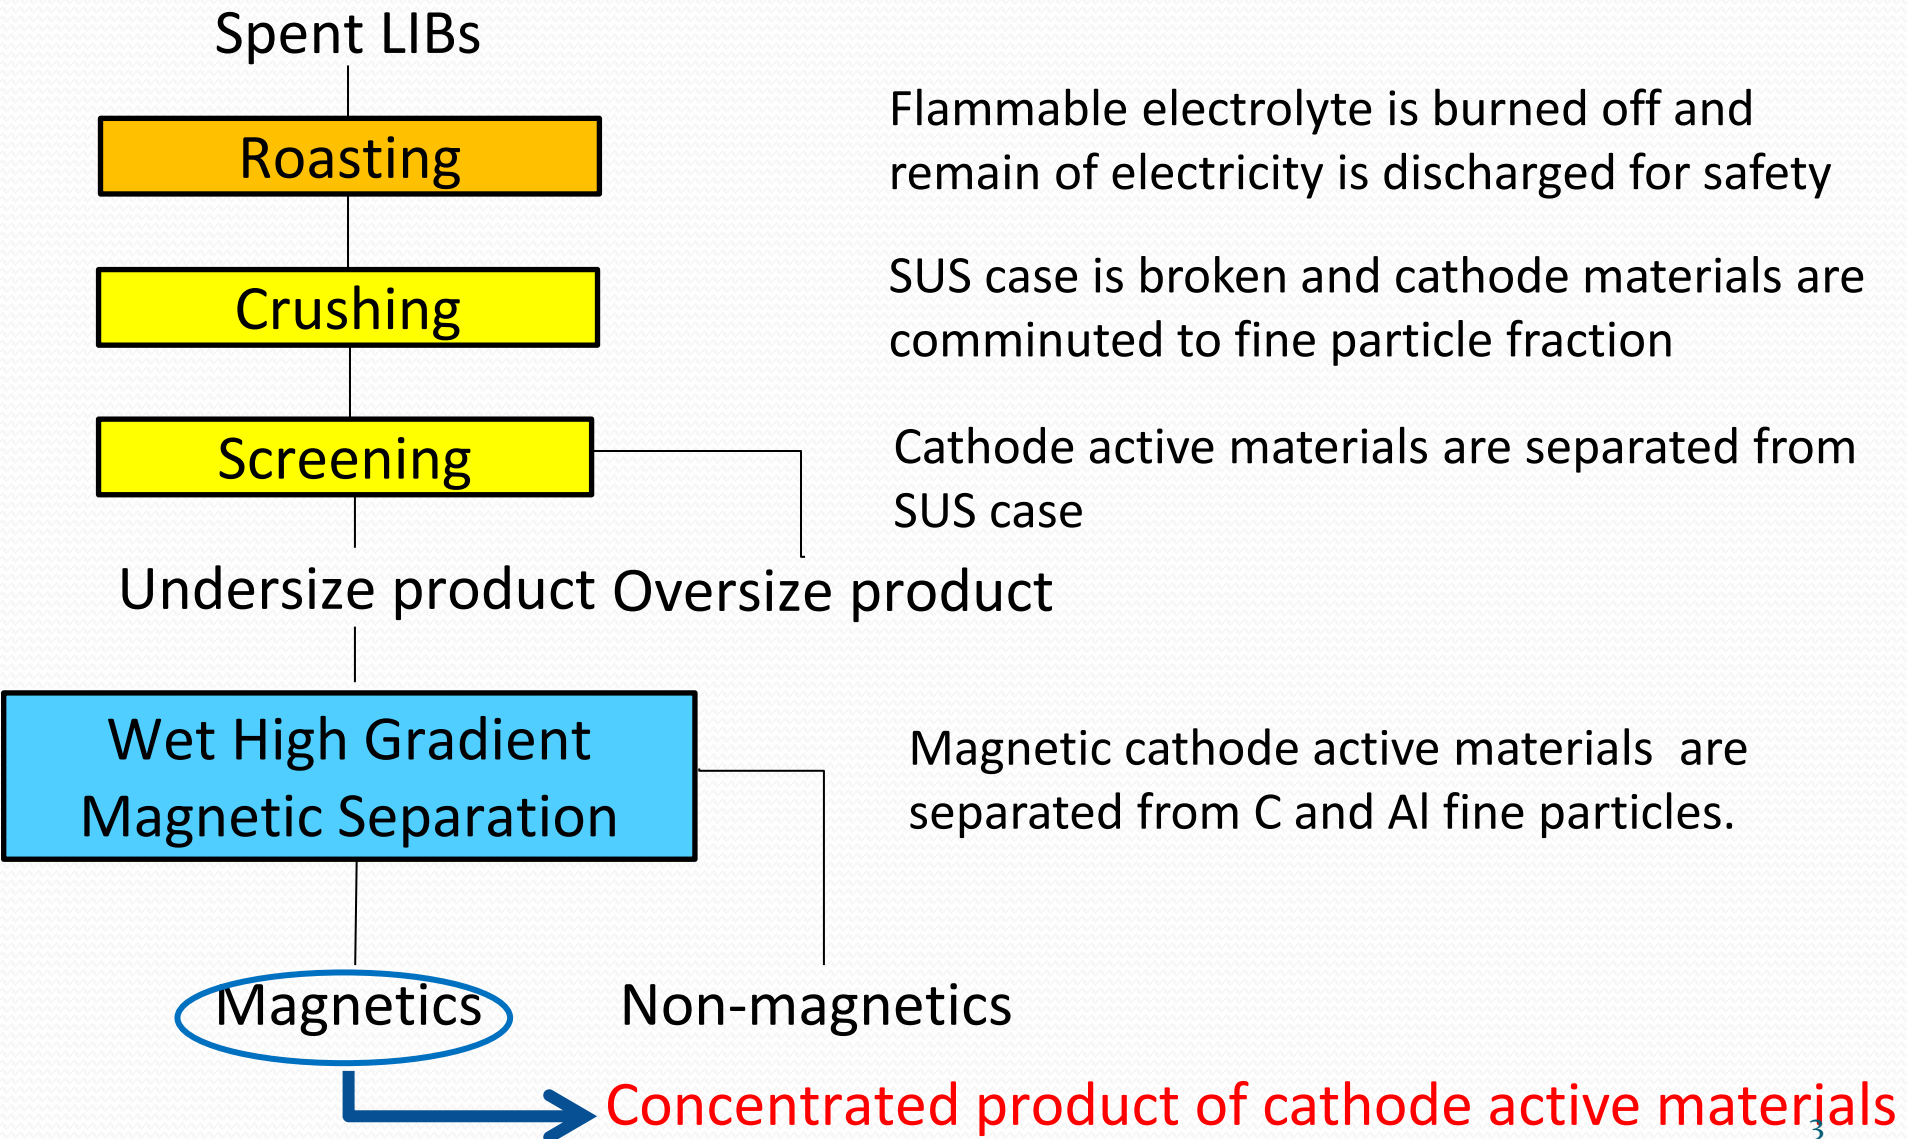 Spent LIBs
Roasting
Flammable electrolyte is burned off and
remain of electricity is discharged for safety
Crushing
SUS case is broken and cathode materials are
comminuted to fine particle fraction
Screening
Cathode active materials are separated from
SUS case
Undersize product Oversize product
Wet High Gradient
Magnetic Separation
Magnetic cathode active materials  are
separated from C and Al fine particles.
Magnetics
Non-magnetics
Concentrated product of cathode active materials
3